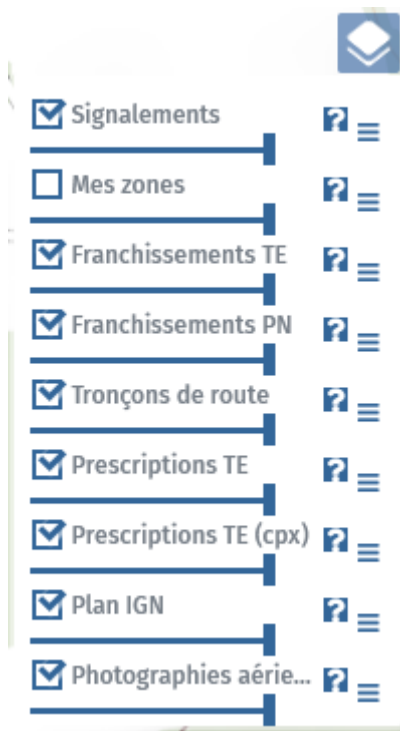 Signalements
Mes zones
Franchissements TE
Franchissements PN
Tronçons de route
Prescriptions TE
Prescriptions TE (cpx)
Plan IGN
Photographies aérie...